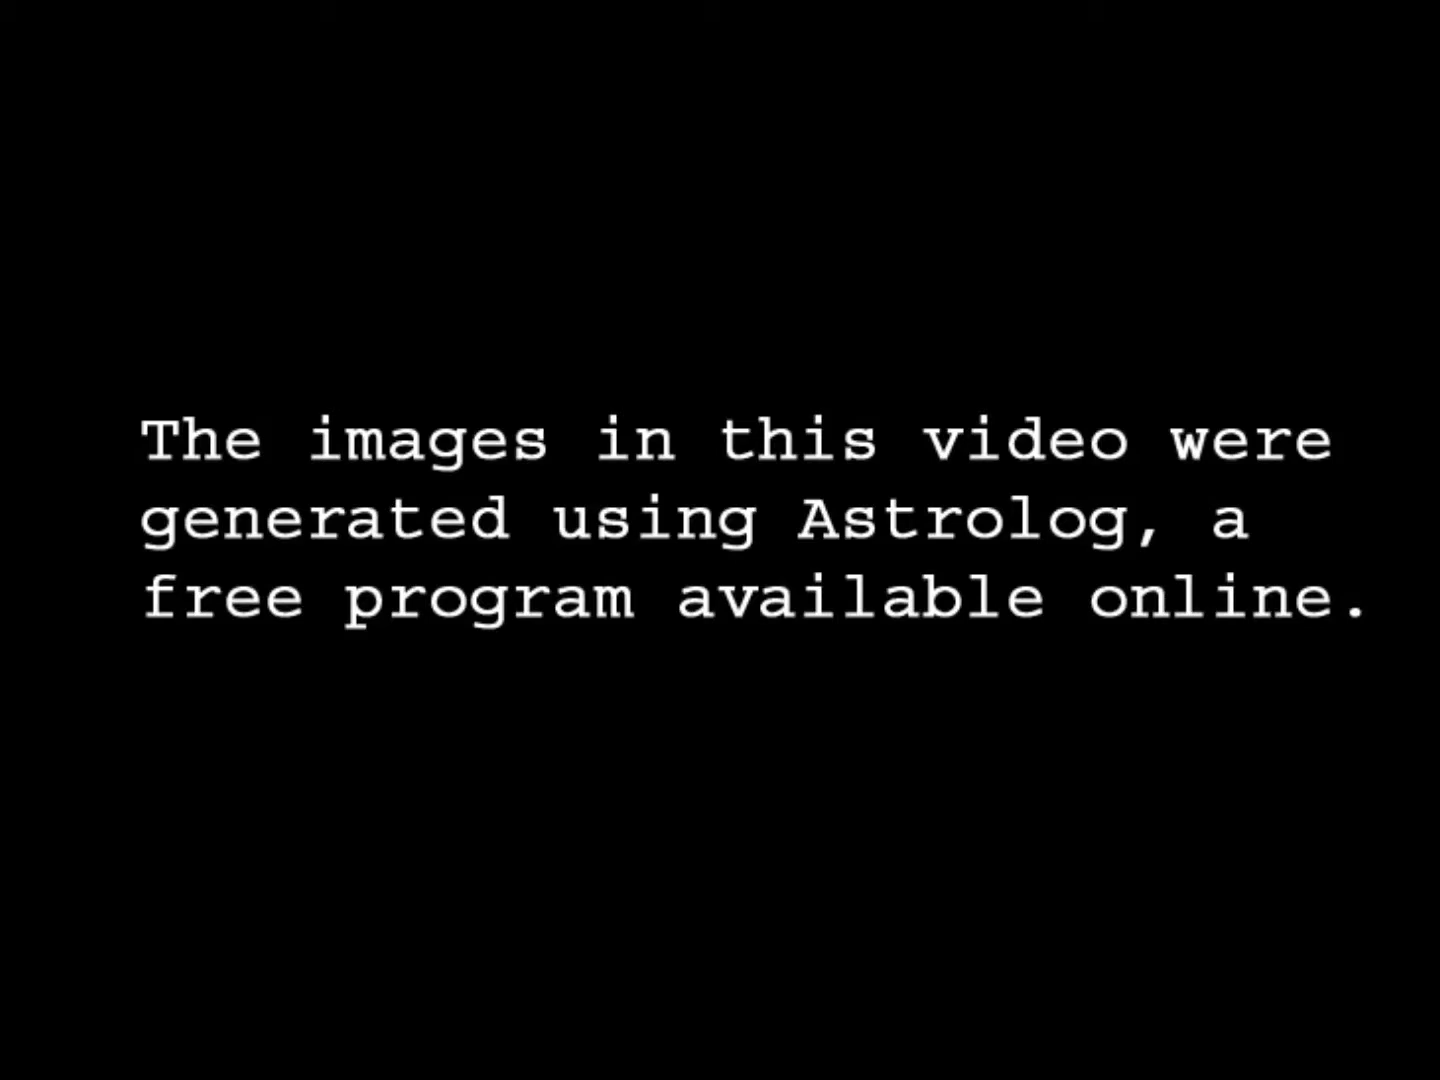 The images in this video were
generated using Astrolog, a
free program available online.